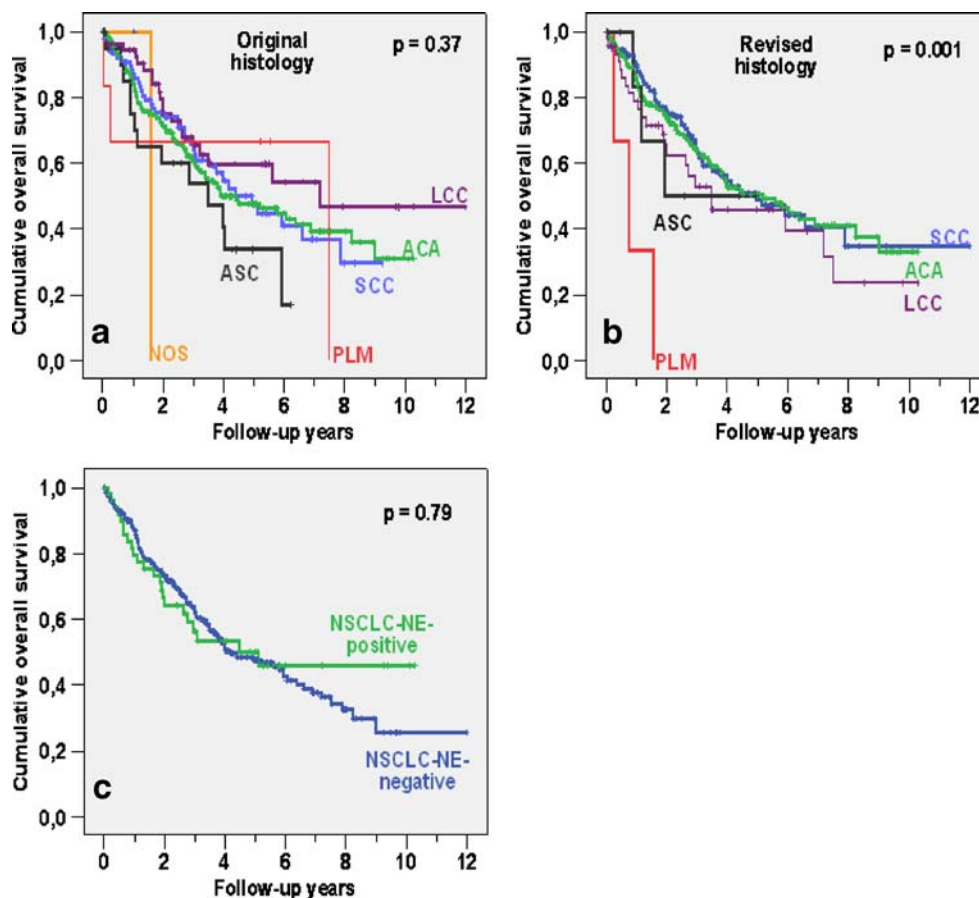 Original
histology
p = 0.37
Cumulative overall survival
1,0
0,8
0,6
0,4
0,2
0,0
LCC
ACA
SCC
ASC
NOS
PLM
a
0 2 4 6 8 10 12
Follow-up years
Revised
histology
p = 0.001
Cumulative overall survival
1,0
0,8
0,6
0,4
0,2
0,0
ASC
SCC
ACA
LCC
PLM
b
0 2 4 6 8 10 12
Follow-up years
p = 0.79
Cumulative overall survival
1,0
0,8
0,6
0,4
0,2
0,0
NSCLC-NE-
positive
NSCLC-NE-
negative
c
0 2 4 6 8 10 12
Follow-up years